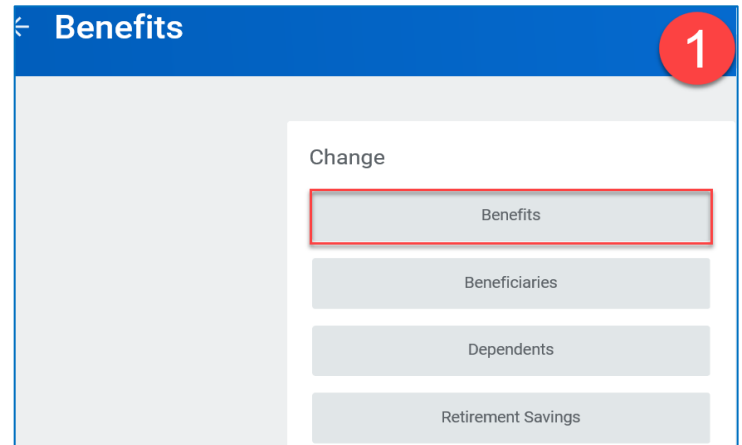 Benefits
1
Change
Benefits
Beneficiaries
Dependents
Retirement Savings